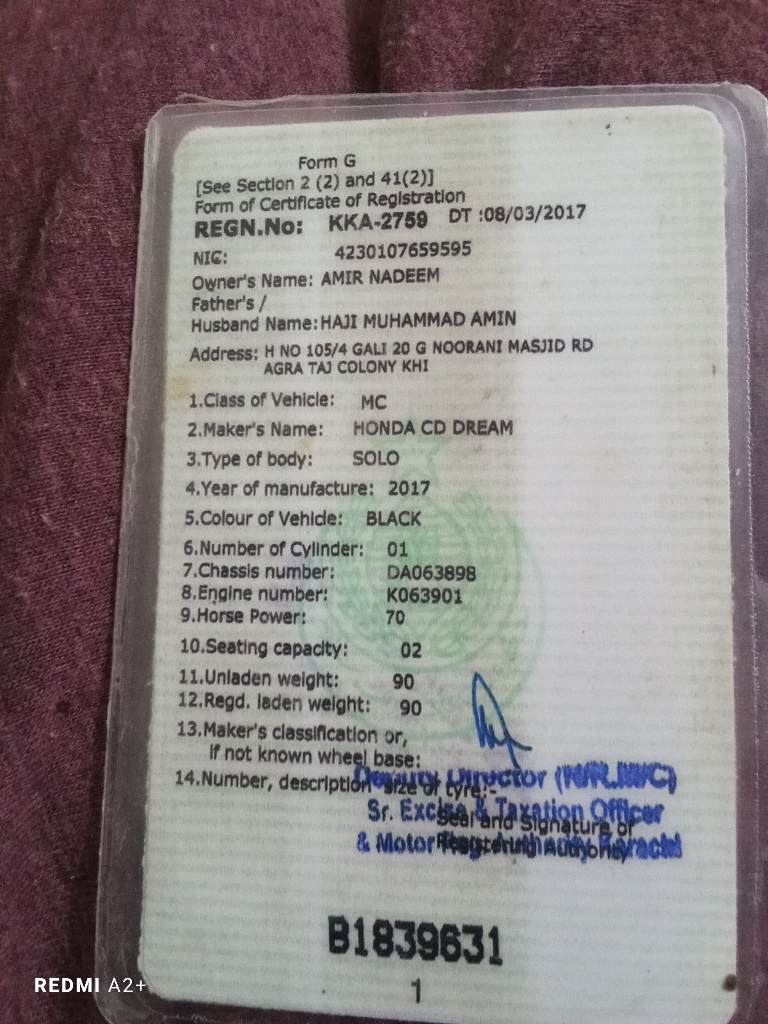 Form G
[See Section 2 (2) and 41(2)]
Form of Certificate of Registration
REGN.No: KKA-2759 DT :08/03/2017
NIC: 4230107659595
Owner's Name: AMIR NADEEM
Father's /
Husband Name: HAJI MUHAMMAD AMIN
Address: H NO 105/4 GALI 20 G NOORANI MASJID RD
AGRA TAJ COLONY KHI
1.Class of Vehicle: MC
2.Maker's Name: HONDA CD DREAM
3.Type of body: SOLO
4.Year of manufacture: 2017
5.Colour of Vehicle: BLACK
6.Number of Cylinder: 01
7.Chassis number: DA063898
8.Engine number: K063901
9.Horse Power: 70
10.Seating capacity: 02
11.Unladen weight: 90
12.Regd. laden weight: 90
13.Maker's classification or,
if not known wheel base:
14.Number, description size of tyre:-
Deputy Director
Sr. Excise & Taxation Officer
Seal and Signature of
& Motor Karachi
Registering Authority
B1839631
1
REDMI A2+